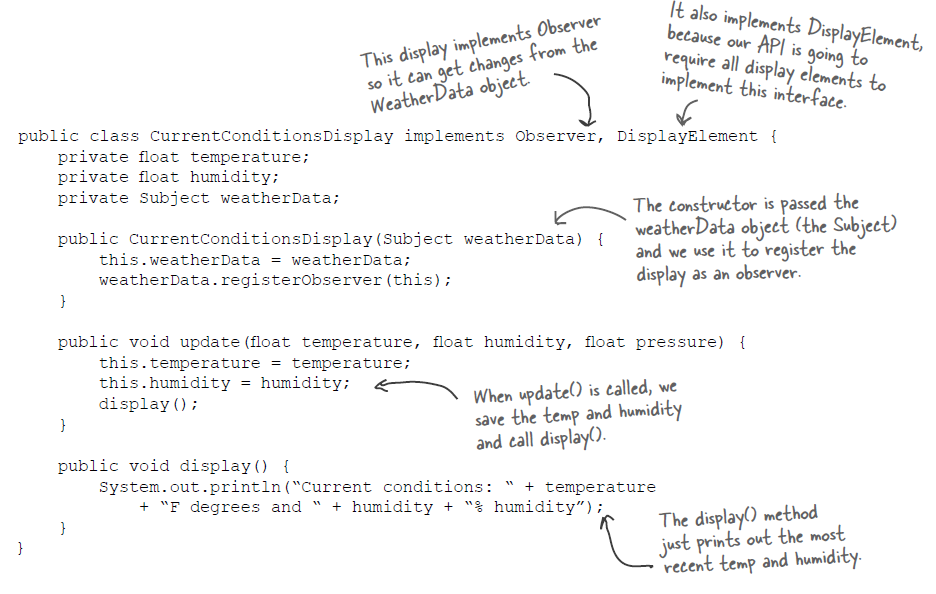 This display implements Observer
so it can get changes from the
WeatherData object.
It also implements DisplayElement,
because our API is going to
require all display elements to
implement this interface.
public class CurrentConditionsDisplay implements Observer, DisplayElement {
    private float temperature;
    private float humidity;
    private Subject weatherData;
    public CurrentConditionsDisplay(Subject weatherData) {
        this.weatherData = weatherData;
        weatherData.registerObserver(this);
    }
The constructor is passed the
weatherData object (the Subject)
and we use it to register the
display as an observer.
    public void update(float temperature, float humidity, float pressure) {
        this.temperature = temperature;
        this.humidity = humidity;
        display();
    }
When update() is called, we
save the temp and humidity
and call display().
    public void display() {
        System.out.println(“Current conditions: “ + temperature
            + “F degrees and “ + humidity + “% humidity”);
    }
}
The display() method
just prints out the most
recent temp and humidity.